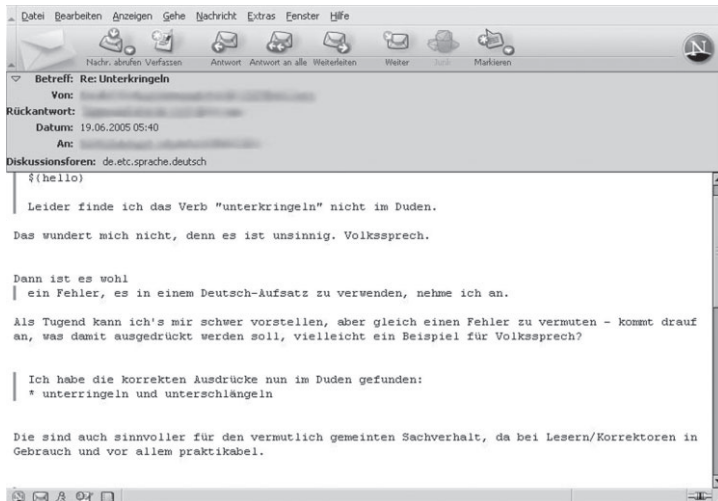 Datei Bearbeiten Anzeigen Gehe Nachricht Extras Fenster Hilfe
Nachr. abrufen Verfassen Antwort Antwort an alle Weiterleiten Weiter Junk Markieren
N
Betreff: Re: Unterkringeln
Von:
Rückantwort:
Datum: 19.06.2005 05:40
An:
Diskussionsforen: de.etc.sprache.deutsch
$(hello)
Leider finde ich das Verb "unterkringeln" nicht im Duden.
Das wundert mich nicht, denn es ist unsinnig. Volkssprech.
Dann ist es wohl
ein Fehler, es in einem Deutsch-Aufsatz zu verwenden, nehme ich an.
Als Tugend kann ich's mir schwer vorstellen, aber gleich einen Fehler zu vermuten - kommt drauf
an, was damit ausgedrückt werden soll, vielleicht ein Beispiel für Volkssprech?
Ich habe die korrekten Ausdrücke nun im Duden gefunden:
* unterringeln und unterschlängeln
Die sind auch sinnvoller für den vermutlich gemeinten Sachverhalt, da bei Lesern/Korrektoren in
Gebrauch und vor allem praktikabel.